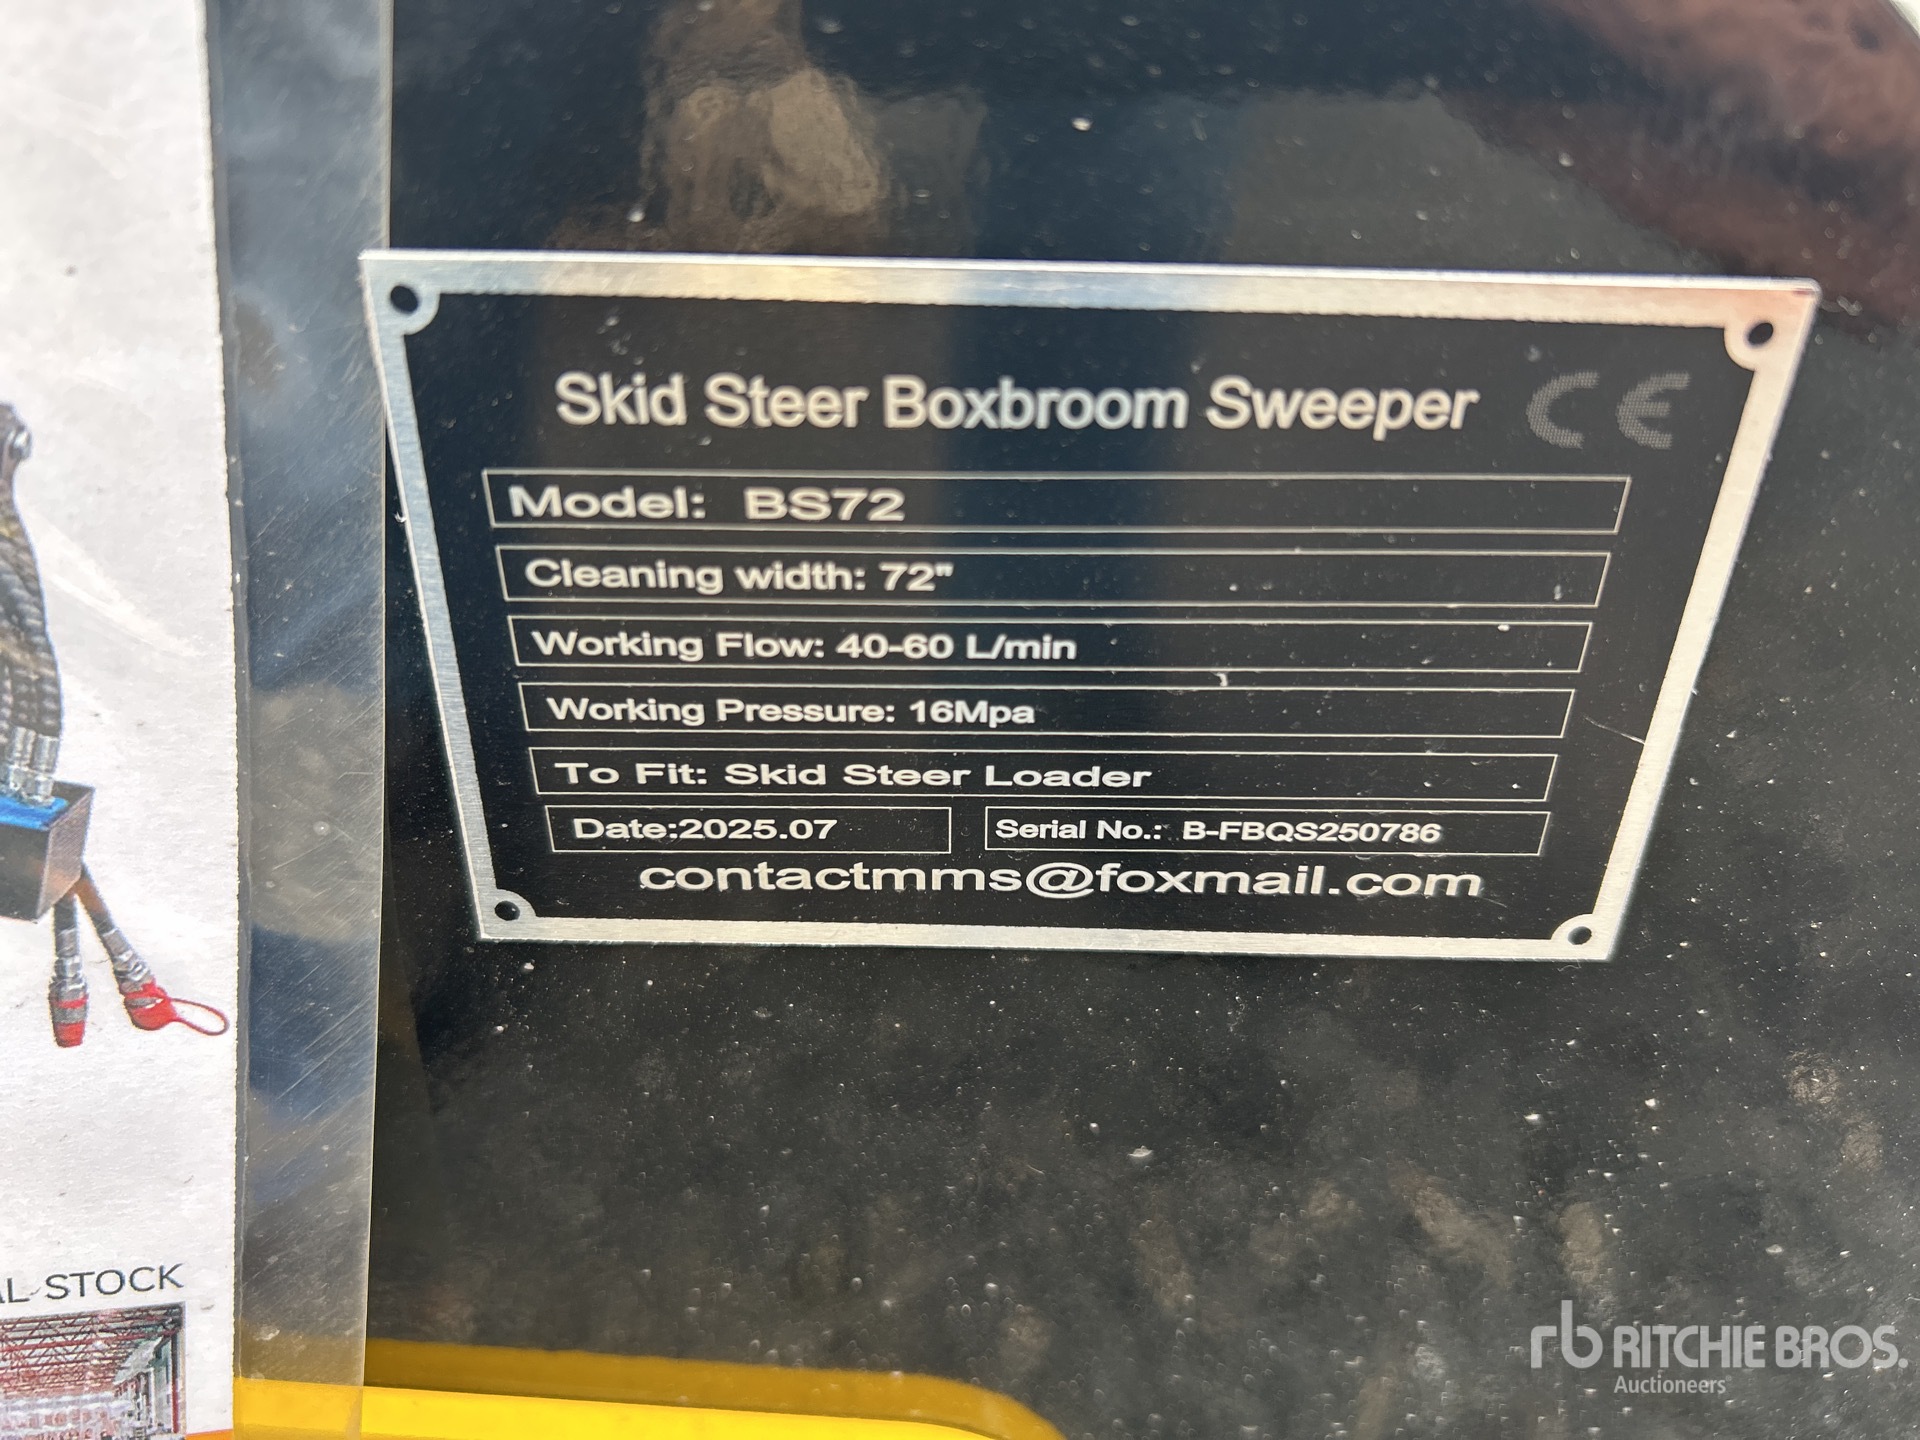 Skid Steer Boxbroom Sweeper CE
Model: BS72
Cleaning width: 72"
Working Flow: 40-60 L/min
Working Pressure: 16Mpa
To Fit: Skid Steer Loader
Date:2025.07 Serial No.: B-FBQS250786
contactmms@foxmail.com
STOCK
rb RITCHIE BROS.
Auctioneers